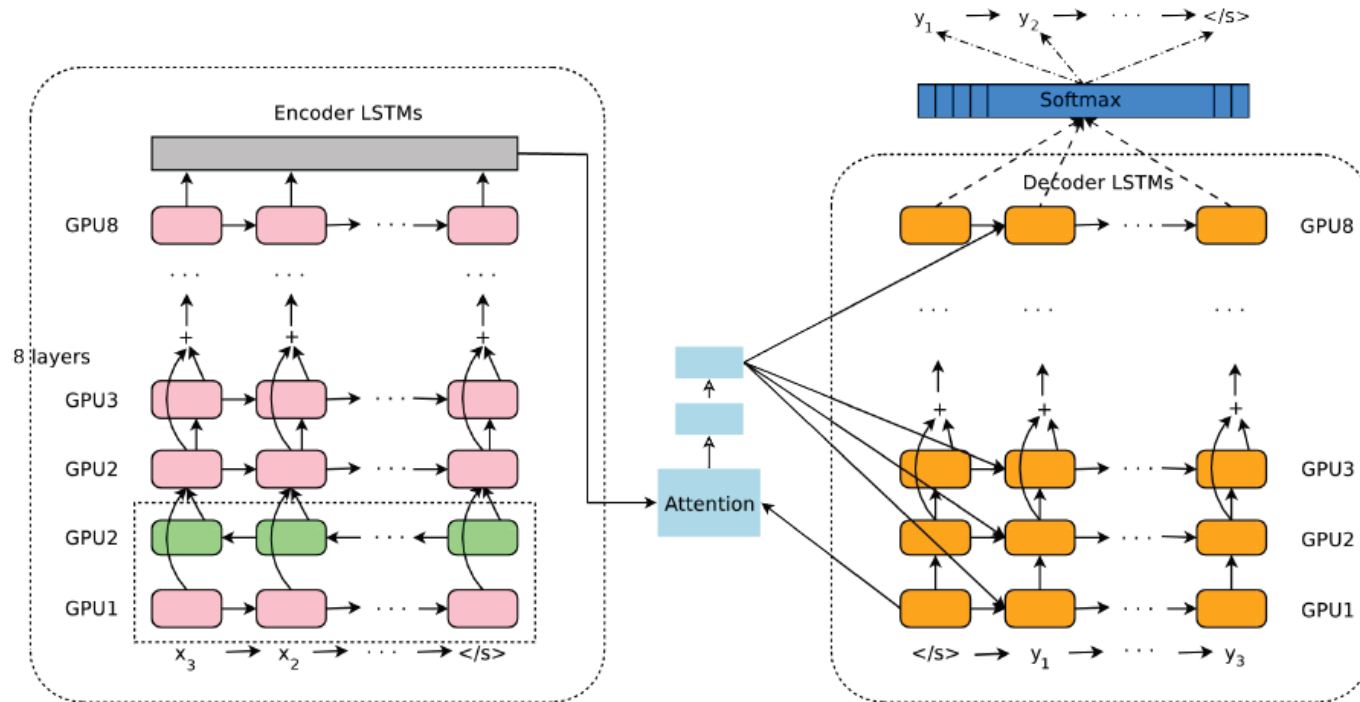 y1 y2 ... </s>
Softmax
Encoder LSTMs
Decoder LSTMs
GPU8
GPU8
...
...
...
...
...
...
+
+
+
8 layers
GPU3
+
+
+
GPU2
GPU3
Attention
GPU2
GPU2
GPU1
GPU1
x3 x2 ... </s>
</s> y1 ... y3